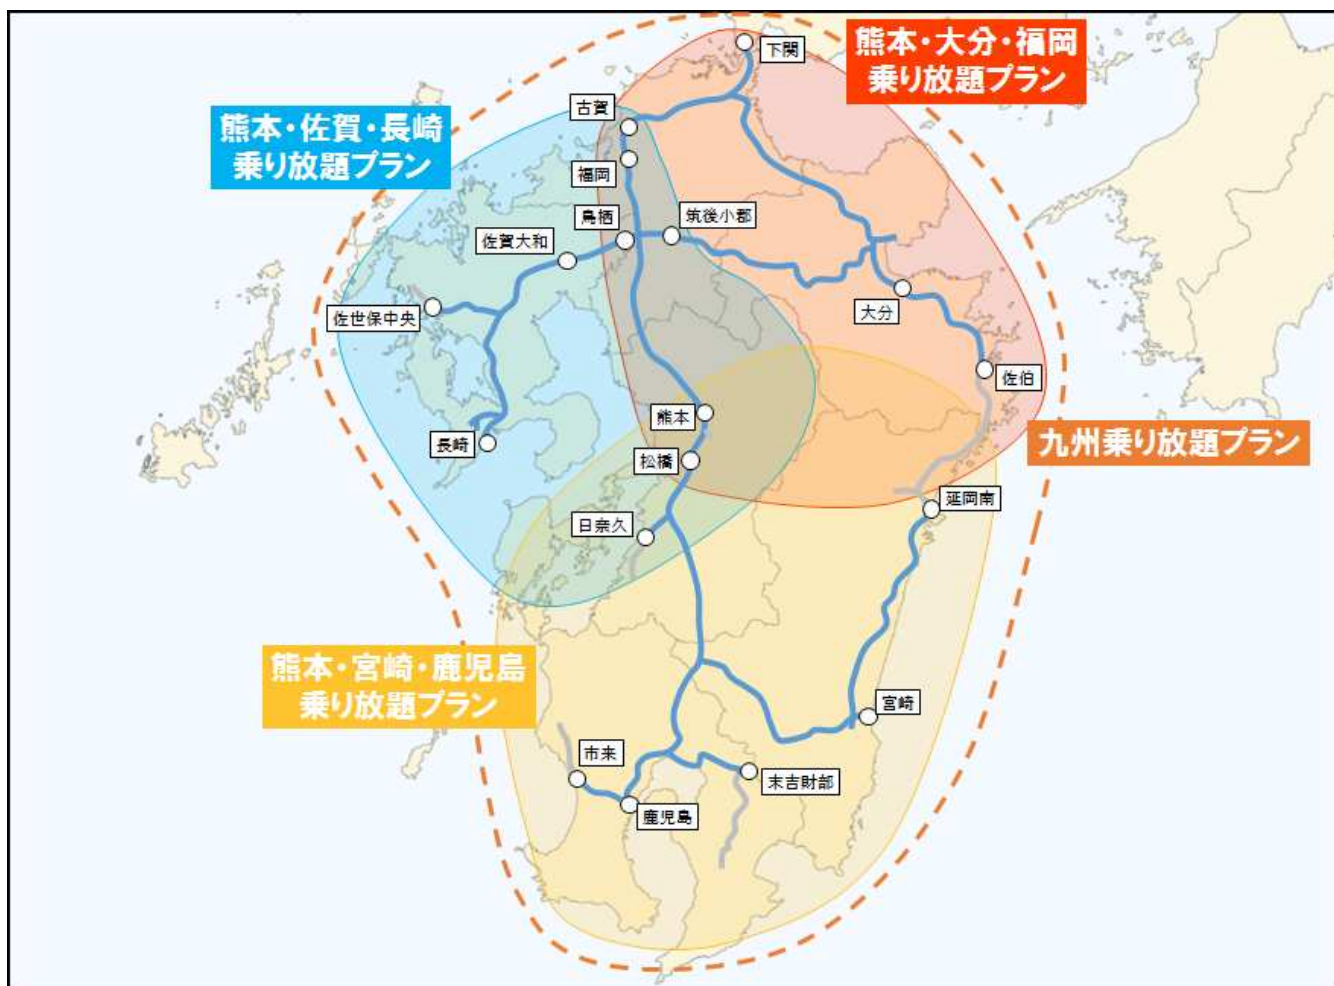 熊本・大分・福岡
乗り放題プラン
下関
古賀
熊本・佐賀・長崎
乗り放題プラン
福岡
鳥栖
筑後小郡
佐賀大和
佐世保中央
大分
佐伯
熊本
長崎
松橋
九州乗り放題プラン
延岡南
日奈久
熊本・宮崎・鹿児島
乗り放題プラン
宮崎
市来
末吉財部
鹿児島